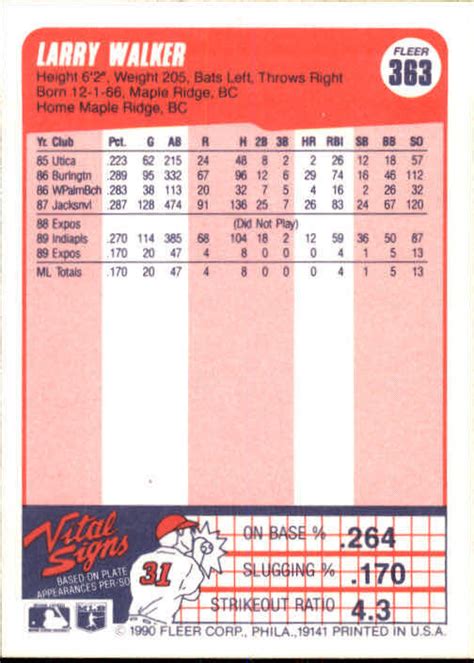 LARRY WALKER
FLEER
363
Height 6'2", Weight 205, Bats Left, Throws Right
Born 12-1-66, Maple Ridge, BC
Home Maple Ridge, BC
Yr. Club Pct. G AB R H 2B 3B HR RBI SB BB SO
85 Utica .223 62 215 24 48 8 2 2 26 12 18 57
86 Burlngtn .289 95 332 67 96 12 6 29 74 16 46 112
86 WPalmBch .283 38 113 20 32 7 5 4 16 2 26 32
87 Jacksnvl .287 128 474 91 136 25 7 26 83 24 67 120
88 Expos (Did Not Play)
89 Indiapls .270 114 385 68 104 18 2 12 59 36 50 87
89 Expos .170 20 47 4 8 0 0 0 4 1 5 13
ML Totals .170 20 47 4 8 0 0 0 4 1 5 13
Vital
Signs
BASED ON PLATE
APPEARANCES PER-SO
31
ON BASE % .264
SLUGGING % .170
STRIKEOUT RATIO 4.3
© 1990 FLEER CORP., PHILA., 19141 PRINTED IN U.S.A.